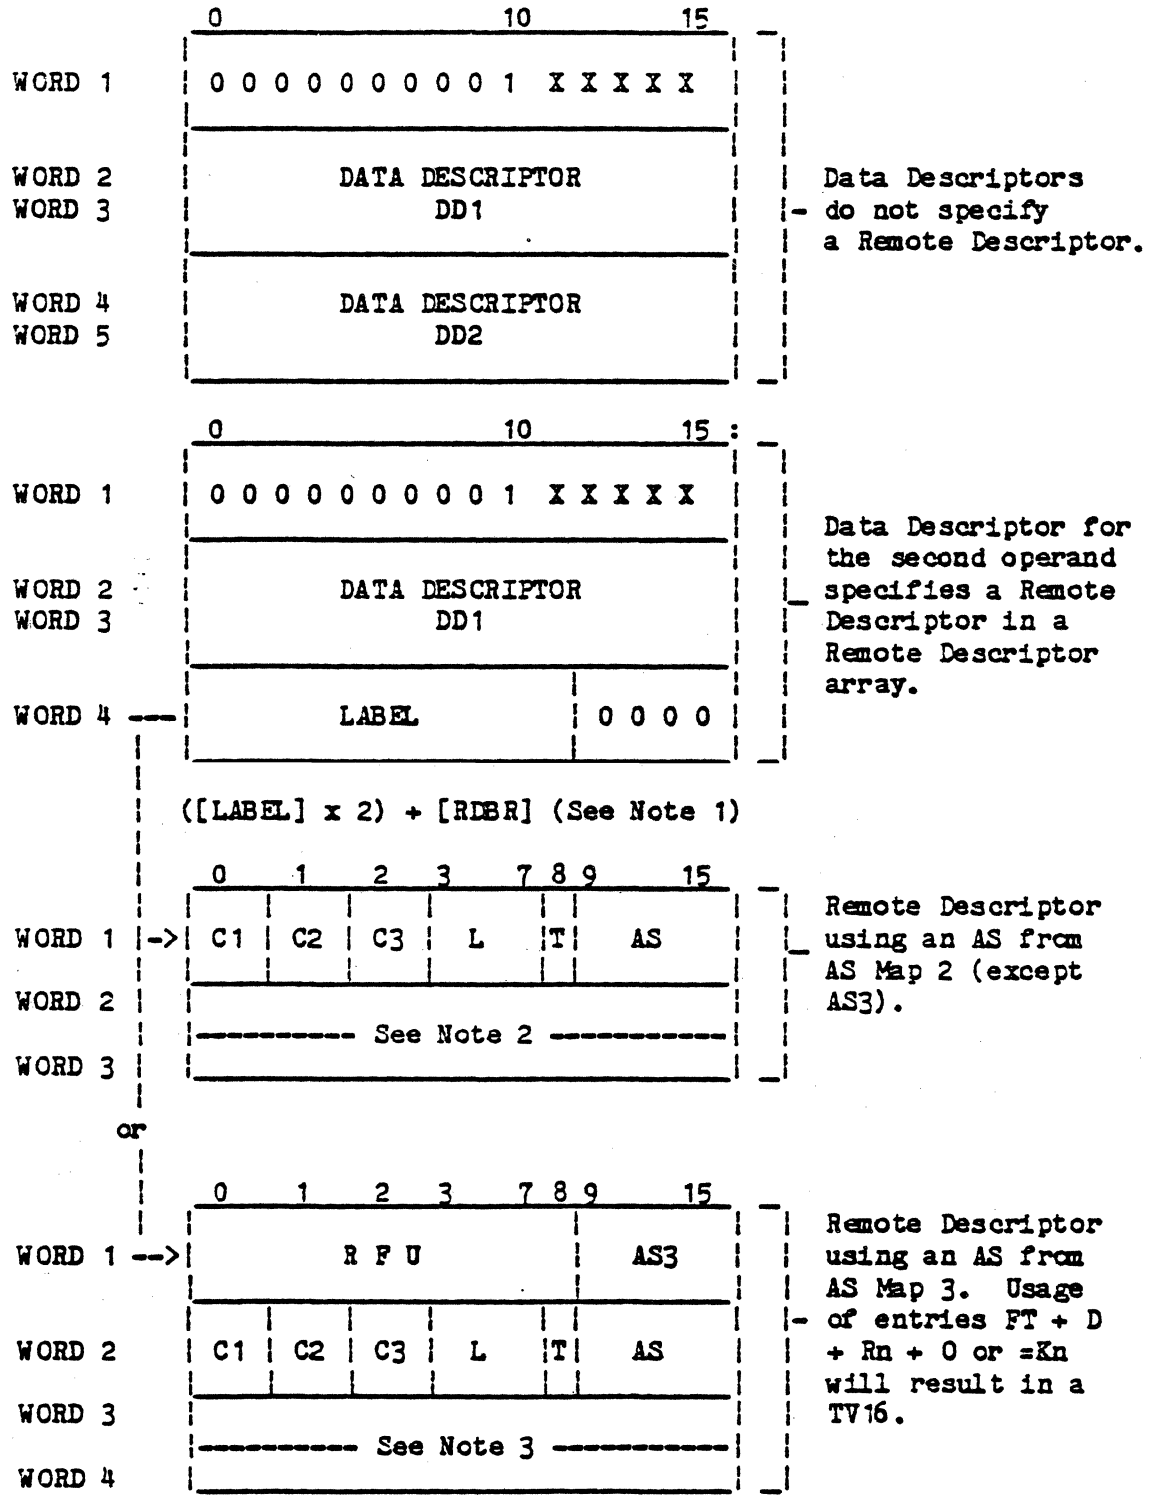 0 10 15
WORD 1 0 0 0 0 0 0 0 0 0 1 X X X X X
WORD 2 DATA DESCRIPTOR
WORD 3 DD1
Data Descriptors
do not specify
a Remote Descriptor.
WORD 4 DATA DESCRIPTOR
WORD 5 DD2
0 10 15 :
WORD 1 0 0 0 0 0 0 0 0 0 1 X X X X X
WORD 2 DATA DESCRIPTOR
WORD 3 DD1
Data Descriptor for
the second operand
specifies a Remote
Descriptor in a
Remote Descriptor
array.
WORD 4 --- LABEL 0 0 0 0
([LABEL] x 2) + [RDBR] (See Note 1)
0 1 2 3 7 8 9 15
WORD 1 -> C1 C2 C3 L T AS
WORD 2
---------- See Note 2 ----------
WORD 3
Remote Descriptor
using an AS from
AS Map 2 (except
AS3).
or
0 1 2 3 7 8 9 15
WORD 1 --> R F U AS3
WORD 2 C1 C2 C3 L T AS
WORD 3
---------- See Note 3 ----------
WORD 4
Remote Descriptor
using an AS from
AS Map 3. Usage
of entries FT + D
+ Rn + O or =Kn
will result in a
TV16.